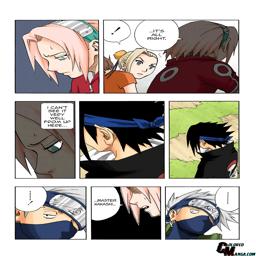 ...!
...IT'S
ALL
RIGHT.
I CAN'T
SEE IT
VERY
WELL
FROM UP
HERE...
...!
...MASTER
KAKASHI...
...!
COLORED
MANGA.COM